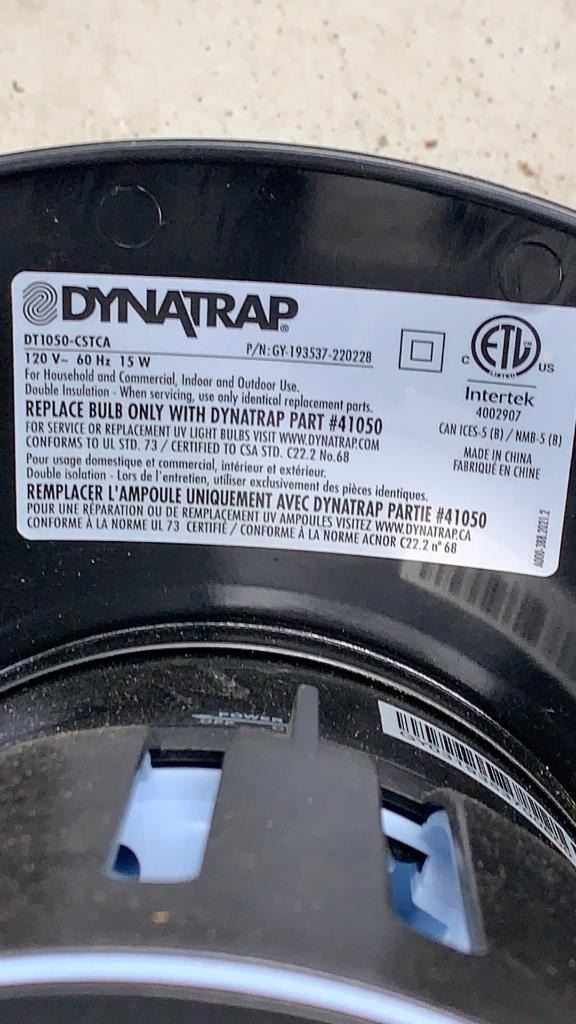 DYNATRAP®
DT1050-CSTCA
P/N: GY-193537-220228
120 V~ 60 Hz 15 W
For Household and Commercial, Indoor and Outdoor Use.
Double Insulation - When servicing, use only identical replacement parts.
REPLACE BULB ONLY WITH DYNATRAP PART #41050
FOR SERVICE OR REPLACEMENT UV LIGHT BULBS VISIT WWW.DYNATRAP.COM
CONFORMS TO UL STD. 73 / CERTIFIED TO CSA STD. C22.2 No.68
Pour usage domestique et commercial, intérieur et extérieur.
Double isolation - Lors de l'entretien, utiliser exclusivement des pièces identiques.
REMPLACER L'AMPOULE UNIQUEMENT AVEC DYNATRAP PARTIE #41050
POUR UNE RÉPARATION OU DE REMPLACEMENT UV AMPOULES VISITEZ WWW.DYNATRAP.CA
CONFORME À LA NORME UL 73 CERTIFIÉ / CONFORME À LA NORME ACNOR C22.2 n° 68
C ETL US
LISTED
Intertek
4002907
CAN ICES-5 (B) / NMB-5 (B)
MADE IN CHINA
FABRIQUÉ EN CHINE
POWER